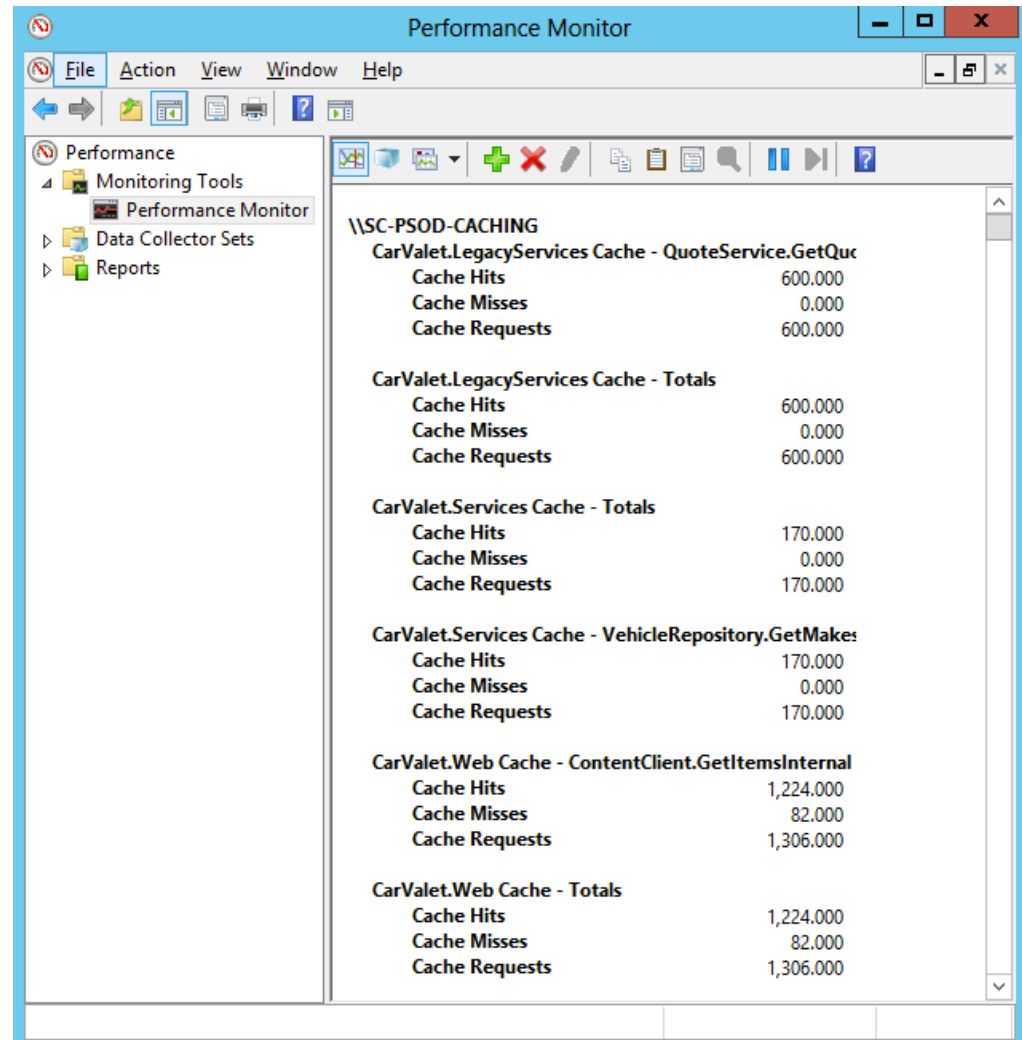 Performance Monitor
File Action View Window Help
Performance
Monitoring Tools
Performance Monitor
Data Collector Sets
Reports
\\SC-PSOD-CACHING
CarValet.LegacyServices Cache - QuoteService.GetQuo
Cache Hits 600.000
Cache Misses 0.000
Cache Requests 600.000
CarValet.LegacyServices Cache - Totals
Cache Hits 600.000
Cache Misses 0.000
Cache Requests 600.000
CarValet.Services Cache - Totals
Cache Hits 170.000
Cache Misses 0.000
Cache Requests 170.000
CarValet.Services Cache - VehicleRepository.GetMakes
Cache Hits 170.000
Cache Misses 0.000
Cache Requests 170.000
CarValet.Web Cache - ContentClient.GetItemsInternal
Cache Hits 1,224.000
Cache Misses 82.000
Cache Requests 1,306.000
CarValet.Web Cache - Totals
Cache Hits 1,224.000
Cache Misses 82.000
Cache Requests 1,306.000